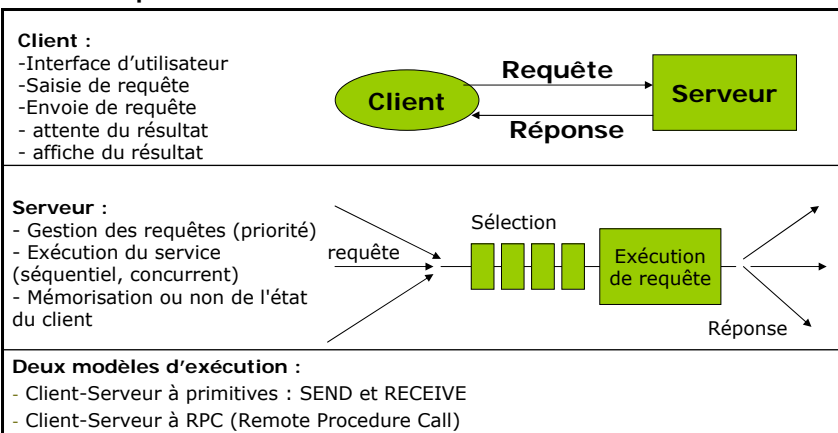 Client :
-Interface d'utilisateur
-Saisie de requête
-Envoie de requête
- attente du résultat
- affiche du résultat
Client
Requête
Réponse
Serveur
Serveur :
- Gestion des requêtes (priorité)
- Exécution du service
(séquentiel, concurrent)
- Mémorisation ou non de l'état
du client
requête
Sélection
Exécution
de requête
Réponse
Deux modèles d'exécution :
- Client-Serveur à primitives : SEND et RECEIVE
- Client-Serveur à RPC (Remote Procedure Call)